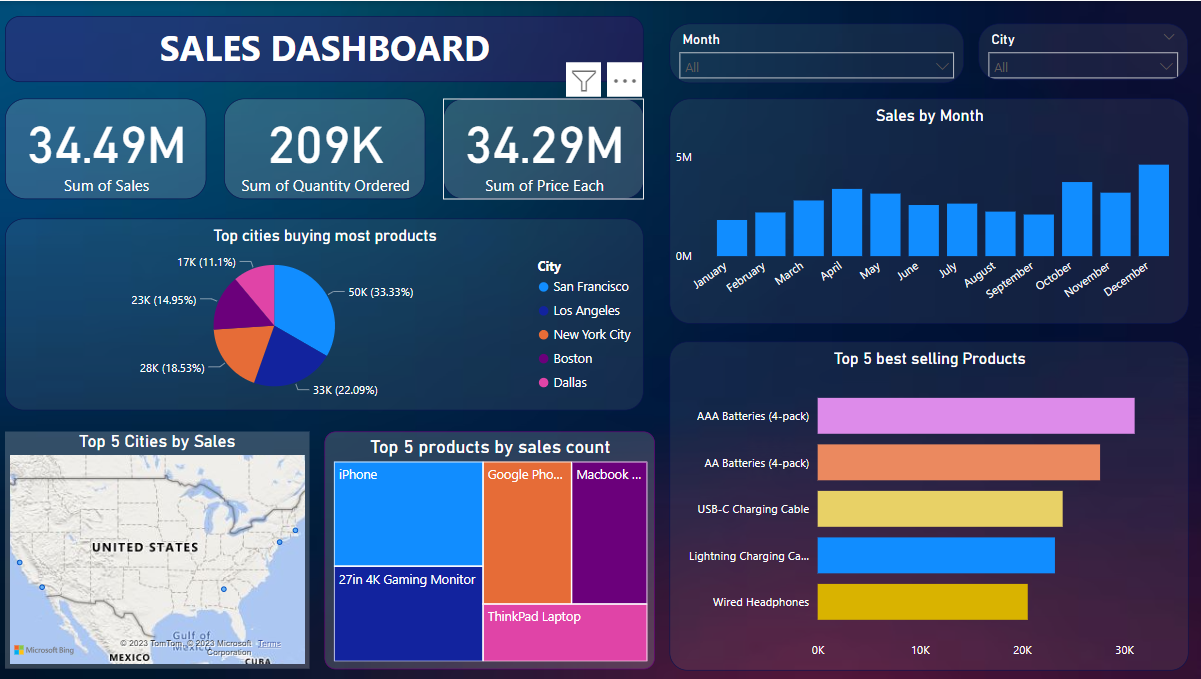 SALES DASHBOARD
Month
All
City
All
34.49M
Sum of Sales
209K
Sum of Quantity Ordered
34.29M
Sum of Price Each
Sales by Month
5M
0M
January
February
March
April
May
June
July
August
September
October
November
December
Top cities buying most products
17K (11.1%)
23K (14.95%)
28K (18.53%)
50K (33.33%)
33K (22.09%)
City
San Francisco
Los Angeles
New York City
Boston
Dallas
Top 5 best selling Products
AAA Batteries (4-pack)
AA Batteries (4-pack)
USB-C Charging Cable
Lightning Charging Ca...
Wired Headphones
0K
10K
20K
30K
Top 5 Cities by Sales
UNITED STATES
Gulf of
Mexico
MEXICO
CUBA
Microsoft Bing
© 2023 TomTom, © 2023 Microsoft
Corporation
Terms
Top 5 products by sales count
iPhone
Google Pho...
Macbook ...
27in 4K Gaming Monitor
ThinkPad Laptop